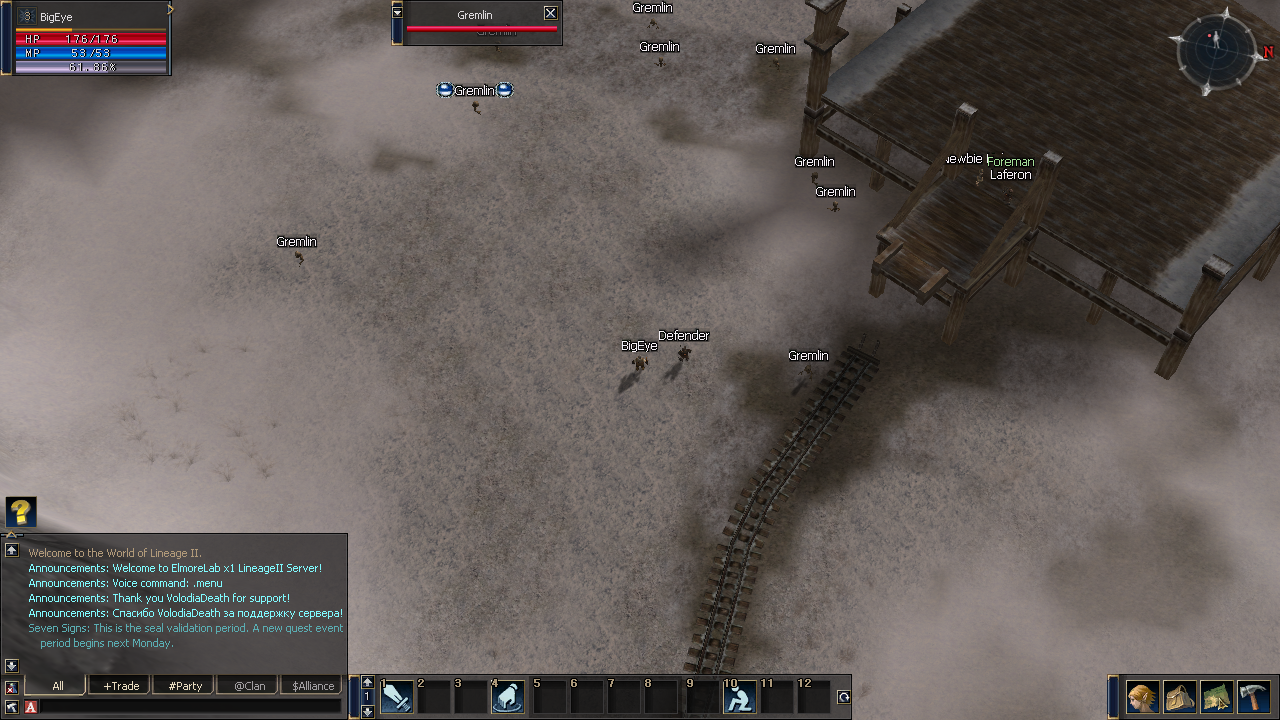 BigEye
HP 176/176
MP 53/53
61.86%
Gremlin
Gremlin
Gremlin
Gremlin
Gremlin
Gremlin
N
Gremlin
Foreman
Laferon
Gremlin
Gremlin
Defender
BigEye
Gremlin
?
Welcome to the World of Lineage II.
Announcements: Welcome to ElmoreLab x1 LineageII Server!
Announcements: Voice command: .menu
Announcements: Thank you VolodiaDeath for support!
Announcements: Спасибо VolodiaDeath за поддержку сервера!
Seven Signs: This is the seal validation period. A new quest event
period begins next Monday.
All +Trade #Party @Clan $Alliance
A
1
1 2 3 4 5 6 7 8 9 10 11 12